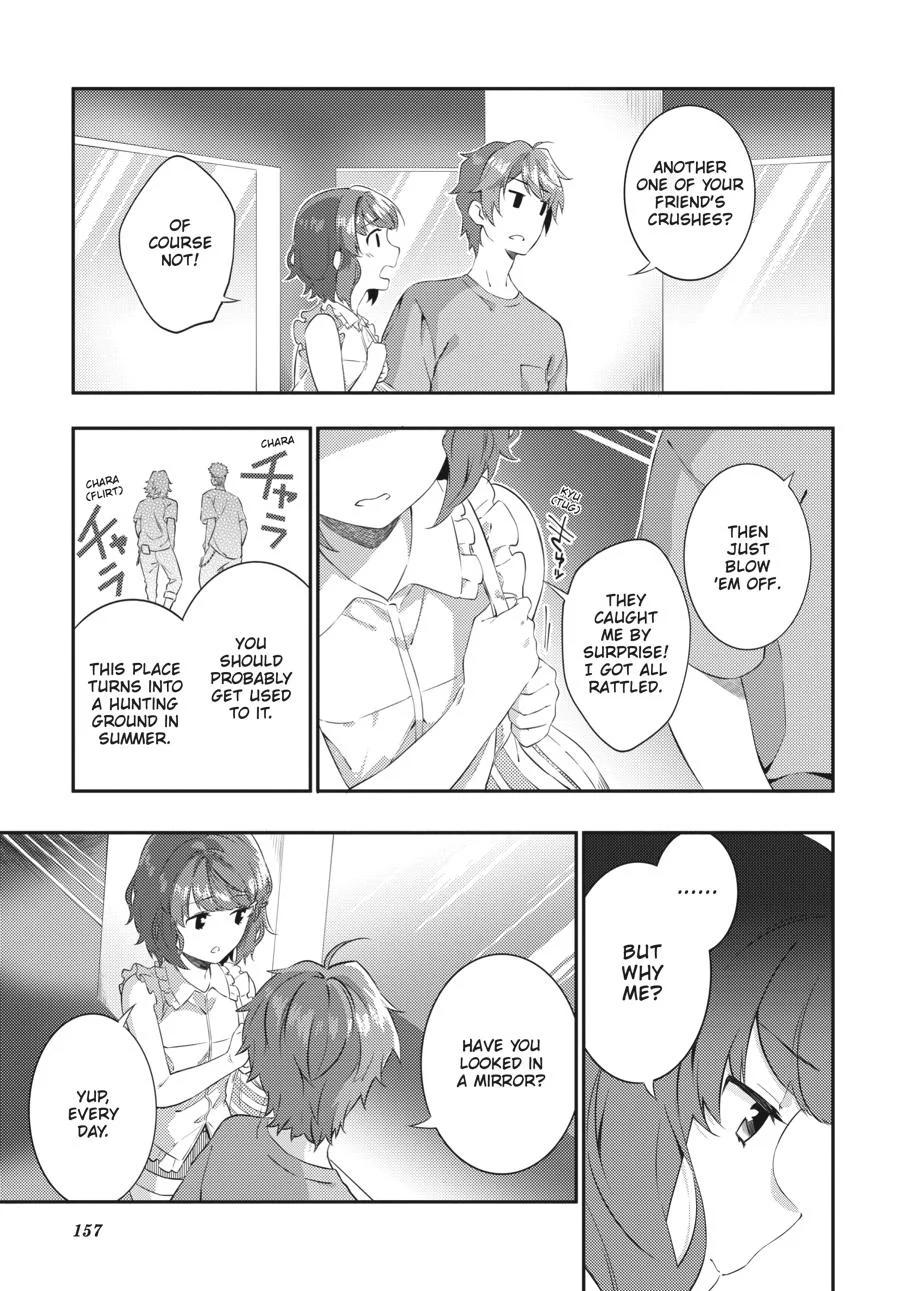 ANOTHER
ONE OF YOUR
FRIEND'S
CRUSHES?
OF
COURSE
NOT!
THEN
JUST
BLOW
'EM OFF.
THEY
CAUGHT
ME BY
SURPRISE!
I GOT ALL
RATTLED.
KYU
(TUG)
CHARA
チャラ
CHARA
(FLIRT)
チャラ
YOU
SHOULD
PROBABLY
GET USED
TO IT.
THIS PLACE
TURNS INTO
A HUNTING
GROUND IN
SUMMER.
......
BUT
WHY
ME?
HAVE YOU
LOOKED IN
A MIRROR?
YUP,
EVERY
DAY.
157